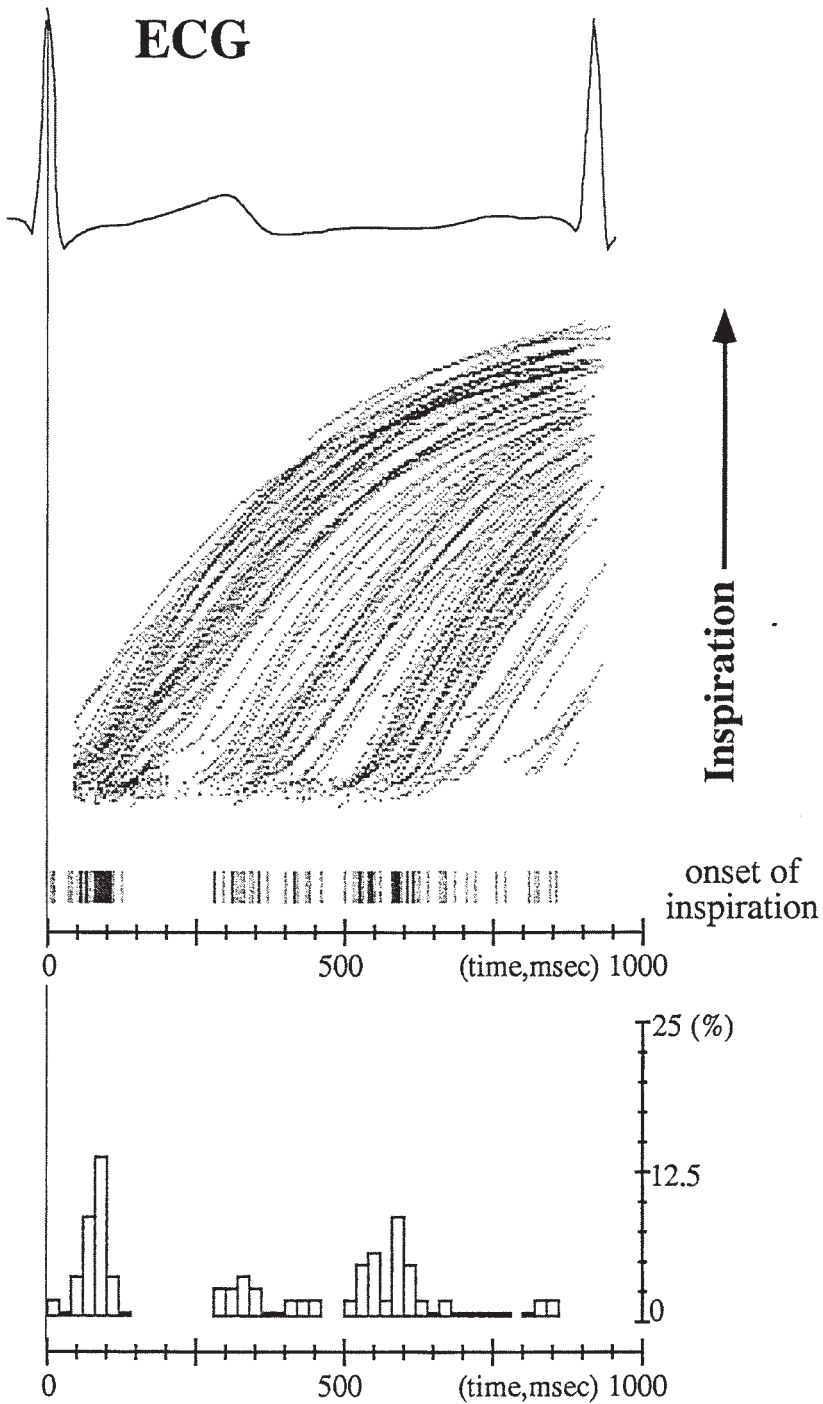 ECG
Inspiration
onset of
inspiration
0 500 (time,msec) 1000
25 (%)
12.5
0
0 500 (time,msec) 1000